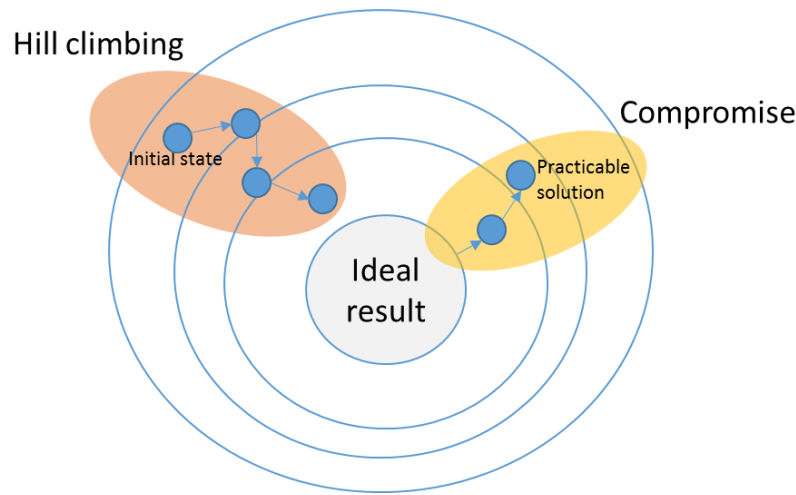 Hill climbing
Compromise
Initial state
Practicable
solution
Ideal
result